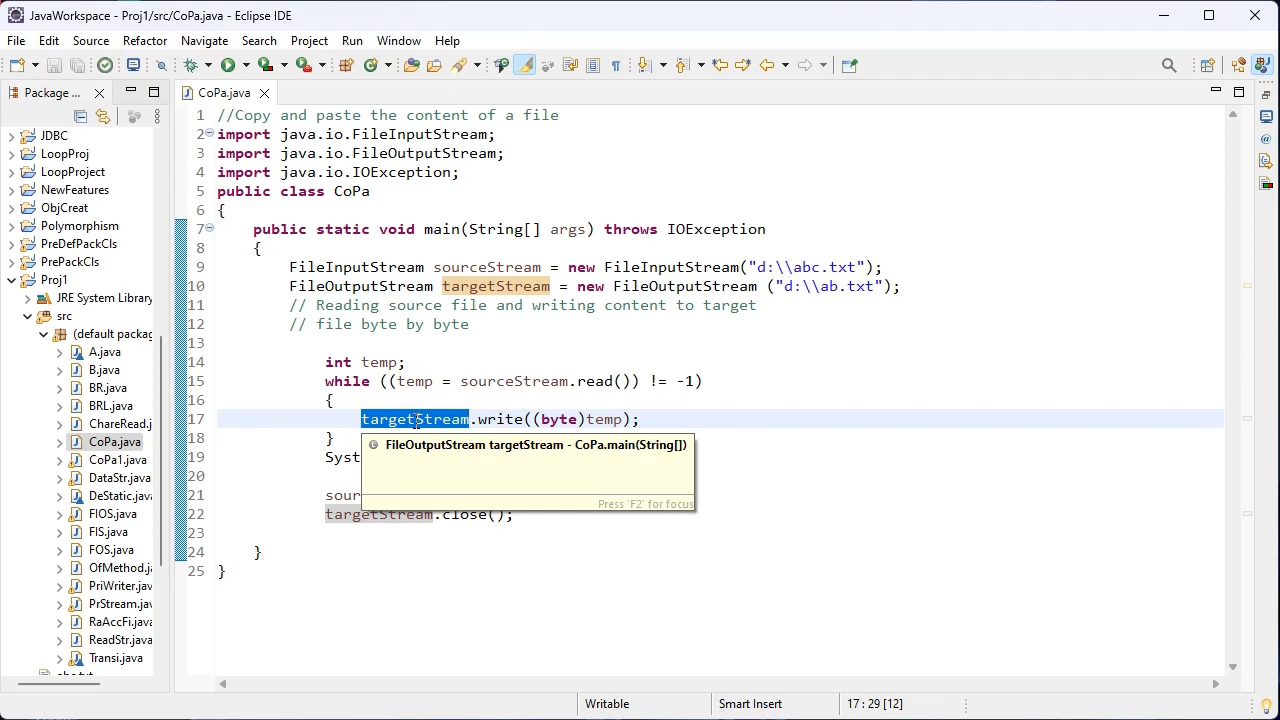 JavaWorkspace - Proj1/src/CoPa.java - Eclipse IDE
File Edit Source Refactor Navigate Search Project Run Window Help
Package ...
CoPa.java
JDBC
LoopProj
LoopProject
NewFeatures
ObjCreat
Polymorphism
PreDefPackCls
PrePackCls
Proj1
JRE System Library
src
(default packag
A.java
B.java
BR.java
BRL.java
ChareRead.j
CoPa.java
CoPa1.java
DataStr.java
DeStatic.java
FIOS.java
FIS.java
FOS.java
OfMethod.java
PriWriter.java
PrStream.java
RaAccFi.java
ReadStr.java
Transi.java
1 //Copy and paste the content of a file
2 import java.io.FileInputStream;
3 import java.io.FileOutputStream;
4 import java.io.IOException;
5 public class CoPa
6 {
7 public static void main(String[] args) throws IOException
8 {
9 FileInputStream sourceStream = new FileInputStream("d:\\abc.txt");
10 FileOutputStream targetStream = new FileOutputStream ("d:\\ab.txt");
11 // Reading source file and writing content to target
12 // file byte by byte
13
14 int temp;
15 while ((temp = sourceStream.read()) != -1)
16 {
17 targetStream.write((byte)temp);
18 }
FileOutputStream targetStream - CoPa.main(String[])
19 Syst
20
Press 'F2' for focus
21 sour
22 targetStream.close();
23
24 }
25 }
Writable Smart Insert 17 : 29 [12]